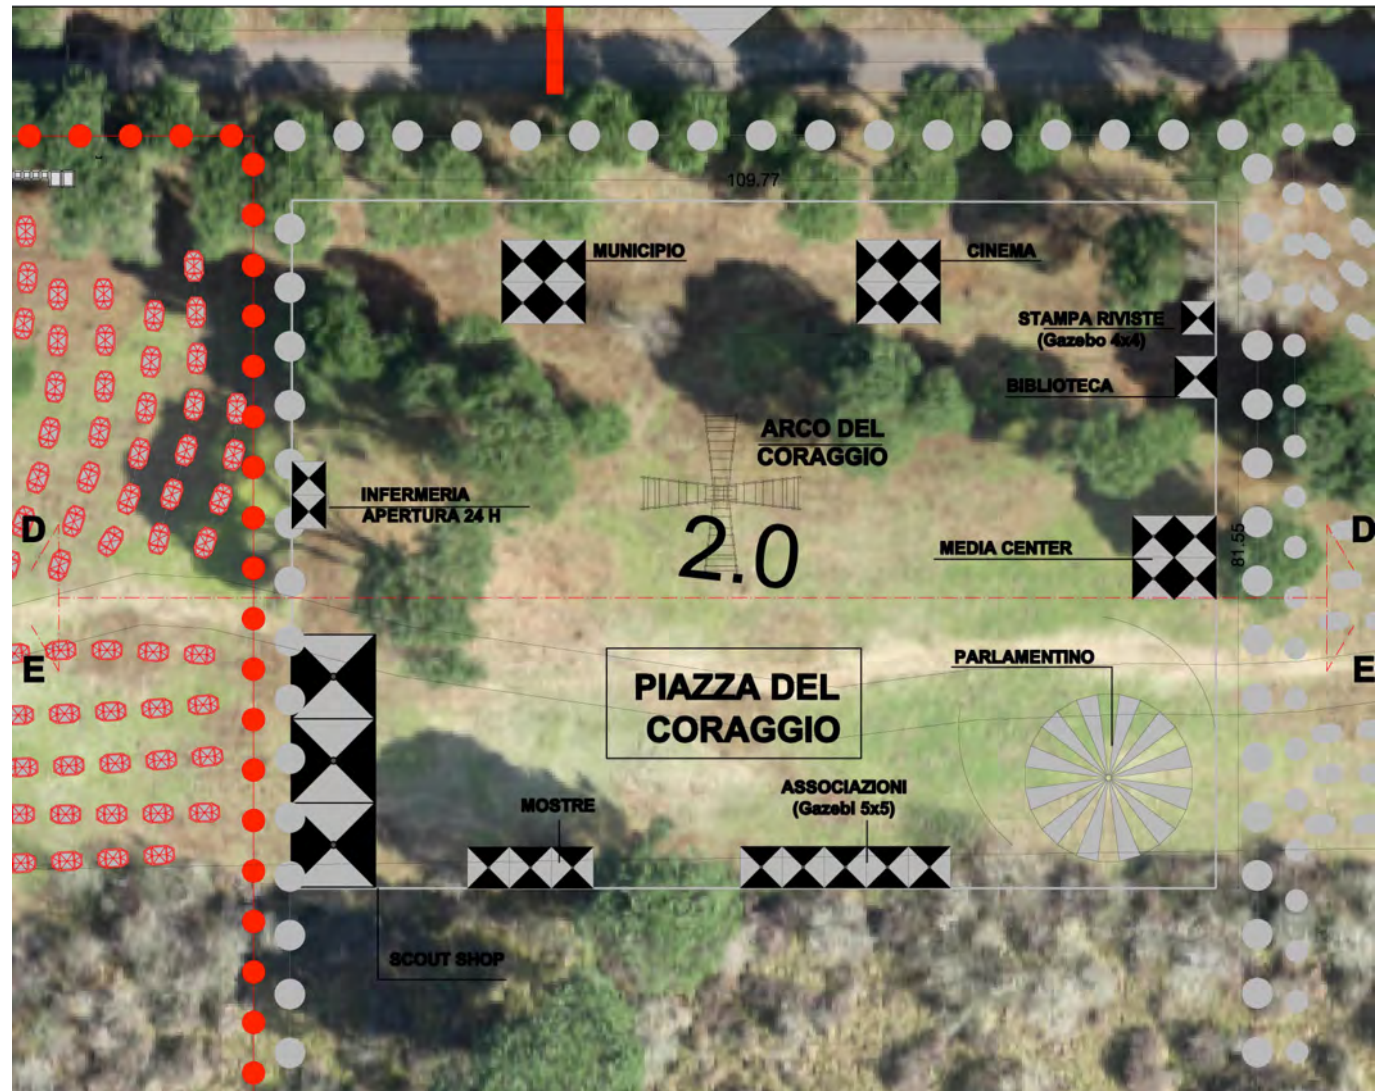 109.77
MUNICIPIO
CINEMA
STAMPA RIVISTE
(Gazebo 4x4)
BIBLIOTECA
ARCO DEL
CORAGGIO
INFERMERIA
APERTURA 24 H
D
D
2.0
MEDIA CENTER
81.55
E
E
PARLAMENTINO
PIAZZA DEL
CORAGGIO
ASSOCIAZIONI
(Gazebi 5x5)
MOSTRE
SCOUT SHOP